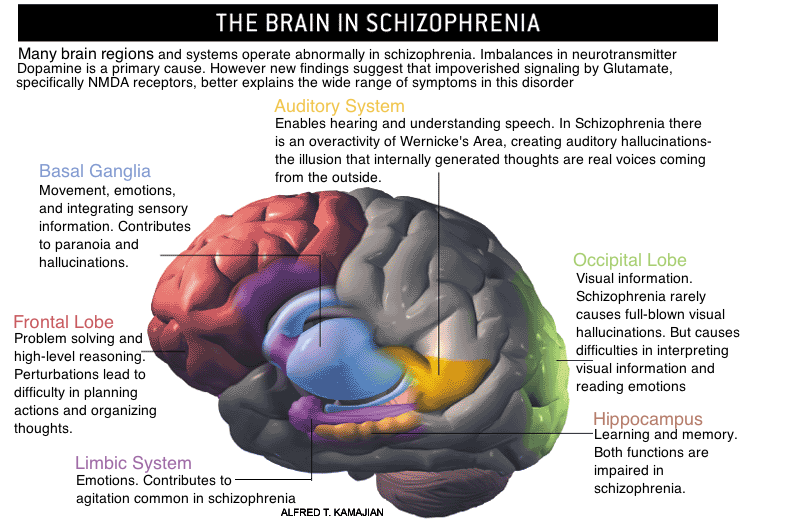 THE BRAIN IN SCHIZOPHRENIA
Many brain regions and systems operate abnormally in schizophrenia. Imbalances in neurotransmitter
Dopamine is a primary cause. However new findings suggest that impoverished signaling by Glutamate,
specifically NMDA receptors, better explains the wide range of symptoms in this disorder
Auditory System
Enables hearing and understanding speech. In Schizophrenia there
is an overactivity of Wernicke's Area, creating auditory hallucinations-
the illusion that internally generated thoughts are real voices coming
from the outside.
Basal Ganglia
Movement, emotions,
and integrating sensory
information. Contributes
to paranoia and
hallucinations.
Occipital Lobe
Visual information.
Schizophrenia rarely
causes full-blown visual
hallucinations. But causes
difficulties in interpreting
visual information and
reading emotions
Frontal Lobe
Problem solving and
high-level reasoning.
Perturbations lead to
difficulty in planning
actions and organizing
thoughts.
Hippocampus
Learning and memory.
Both functions are
impaired in
schizophrenia.
Limbic System
Emotions. Contributes to
agitation common in schizophrenia
ALFRED T. KAMAJIAN